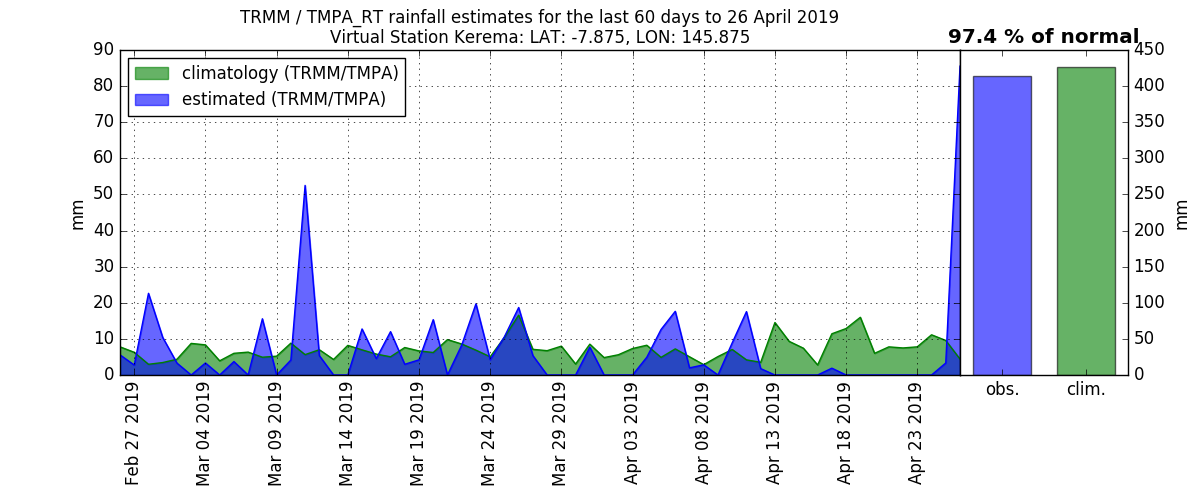 TRMM / TMPA_RT rainfall estimates for the last 60 days to 26 April 2019
Virtual Station Kerema: LAT: -7.875, LON: 145.875
97.4 % of normal
climatology (TRMM/TMPA)
estimated (TRMM/TMPA)
90
80
70
60
50
40
30
20
10
0
mm
450
400
350
300
250
200
150
100
50
0
mm
Feb 27 2019
Mar 04 2019
Mar 09 2019
Mar 14 2019
Mar 19 2019
Mar 24 2019
Mar 29 2019
Apr 03 2019
Apr 08 2019
Apr 13 2019
Apr 18 2019
Apr 23 2019
obs.
clim.